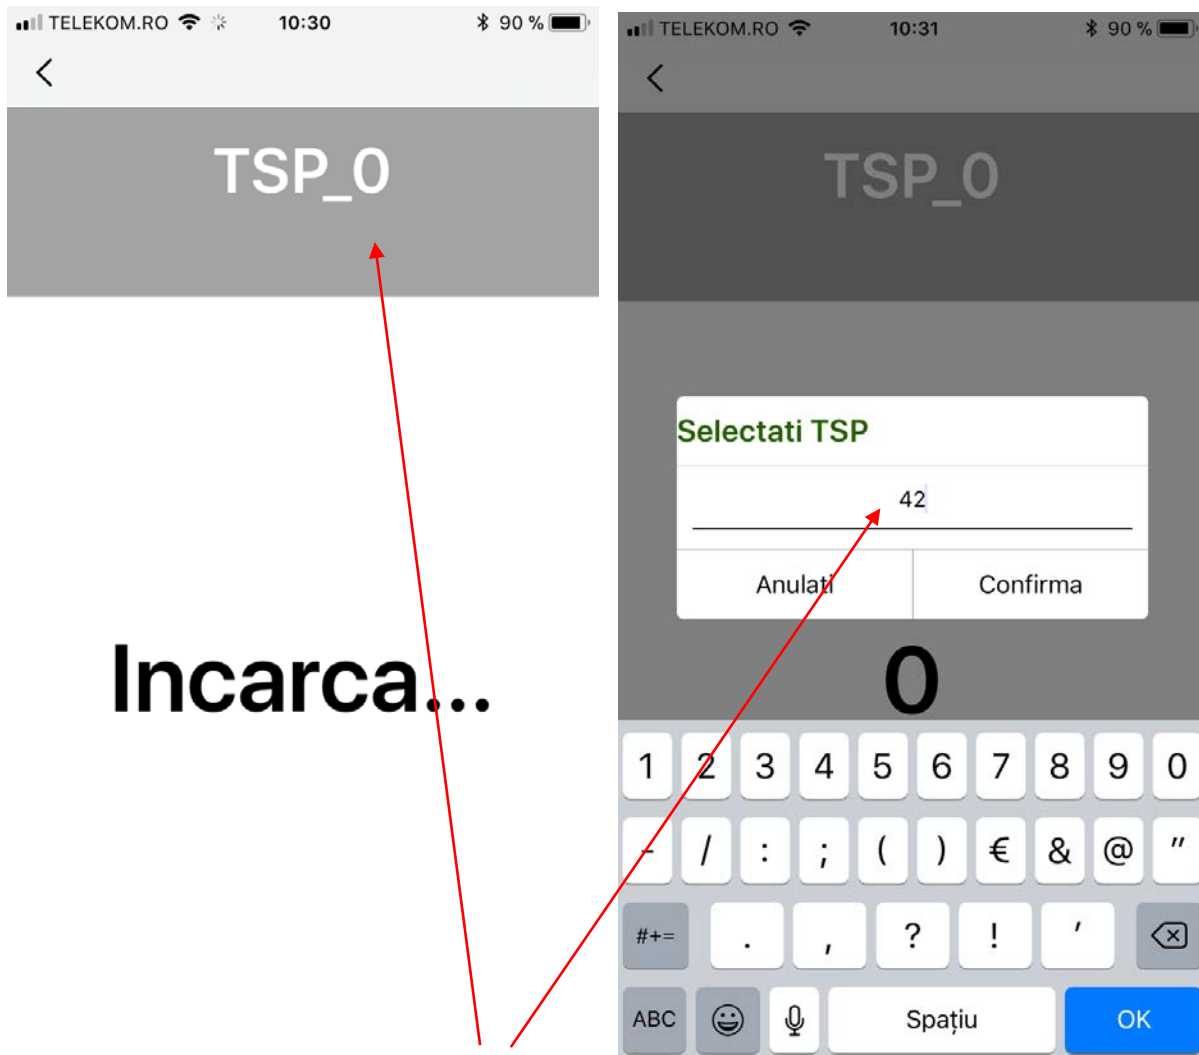 TELEKOM.RO 10:30 90 %
TSP_0
Incarca...
TELEKOM.RO 10:31 90 %
TSP_0
Selectati TSP
42
Anulati Confirma
0
1 2 3 4 5 6 7 8 9 0
- / : ; ( ) € & @ "
#+= . , ? ! '
ABC Spațiu OK